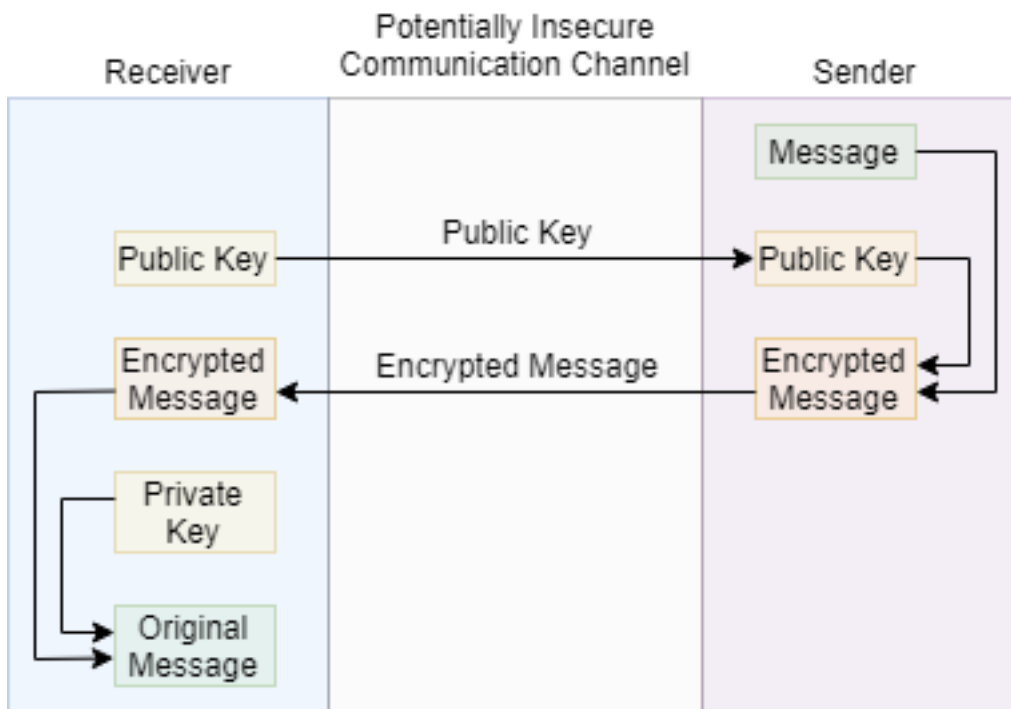 Potentially Insecure
Receiver
Communication Channel
Sender
Message
Public Key
Public Key
Public Key
Encrypted
Message
Encrypted Message
Encrypted
Message
Private
Key
Original
Message